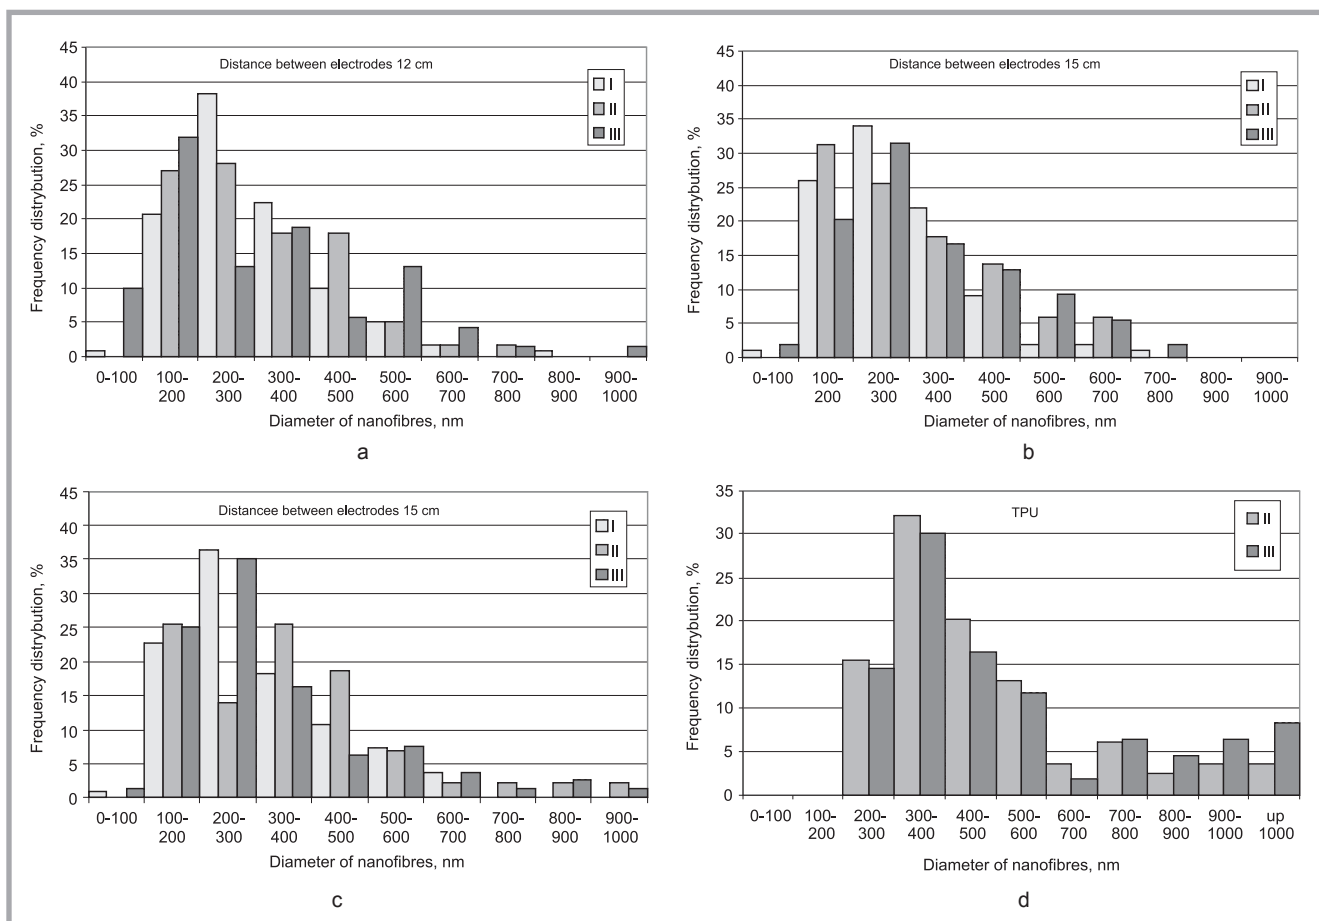 Distance between electrodes 12 cm
I
II
III
Frequency distrybution, %
45
40
35
30
25
20
15
10
5
0
0-100 100- 200- 300- 400- 500- 600- 700- 800- 900-
200 300 400 500 600 700 800 900 1000
Diameter of nanofibres, nm
a
Distance between electrodes 15 cm
I
II
III
Frequency distrybution, %
45
40
35
30
25
20
15
10
5
0
0-100 100- 200- 300- 400- 500- 600- 700- 800- 900-
200 300 400 500 600 700 800 900 1000
Diameter of nanofibres, nm
b
Distancee between electrodes 15 cm
I
II
III
Frequency distrybution, %
45
40
35
30
25
20
15
10
5
0
0-100 100- 200- 300- 400- 500- 600- 700- 800- 900-
200 300 400 500 600 700 800 900 1000
Diameter of nanofibres, nm
c
TPU
II
III
Frequency distrybution, %
35
30
25
20
15
10
5
0
0-100 100- 200- 300- 400- 500- 600- 700- 800- 900- up
200 300 400 500 600 700 800 900 1000 1000
Diameter of nanofibres, nm
d